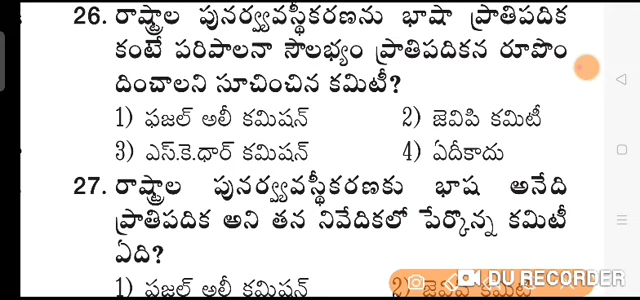 26. రాష్ట్రాల పునర్వ్యవస్థీకరణను భాషా ప్రాతిపదిక
కంటే పరిపాలనా సౌలభ్యం ప్రాతిపదికన రూపొం
దించాలని సూచించిన కమిటీ?
1) ఫజల్ అలీ కమిషన్ 2) జెవిపి కమిటీ
3) ఎస్.కె.ధార్ కమిషన్ 4) ఏదీకాదు
27. రాష్ట్రాల పునర్వ్యవస్థీకరణకు భాష అనేది
ప్రాతిపదిక అని తన నివేదికలో పేర్కొన్న కమిటీ
ఏది?
1) ఫజల్ అలీ కమిషన్ 2) జెవిపి కమిటీ
DU RECORDER